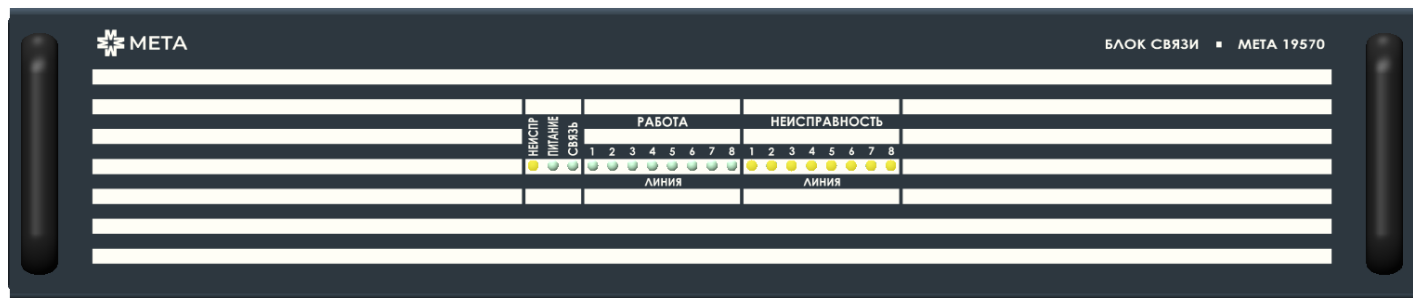 META
БЛОК СВЯЗИ ▪ МЕТА 19570
НЕИСПР ПИТАНИЕ СВЯЗЬ
РАБОТА НЕИСПРАВНОСТЬ
1 2 3 4 5 6 7 8 1 2 3 4 5 6 7 8
ЛИНИЯ ЛИНИЯ